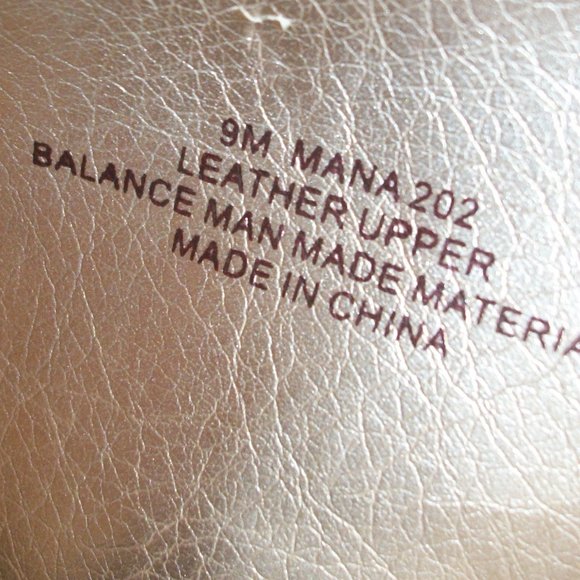 9M MANA 202
LEATHER UPPER
BALANCE MAN MADE MATERIA
MADE IN CHINA